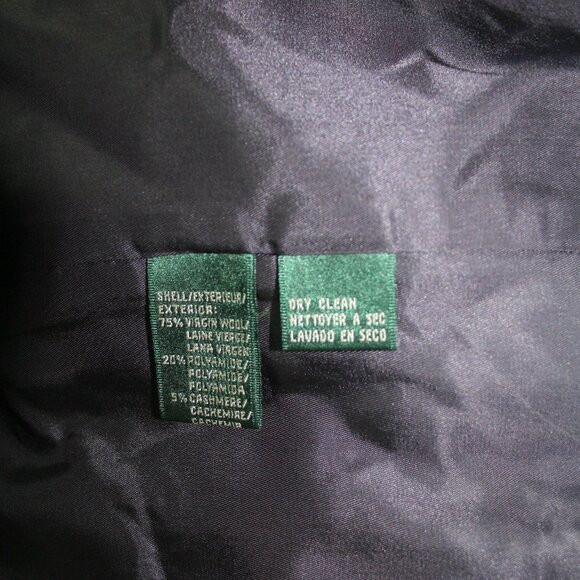 SHELL/EXTERIEUR/
EXTERIOR:
75% VIRGIN WOOL/
LAINE VIERGE/
LANA VIRGEN
20% POLYAMIDE/
POLYAMIDE/
POLYAMIDA
5% CASHMERE/
CACHEMIRE/
CACHEMIR
DRY CLEAN
NETTOYER A SEC
LAVADO EN SECO